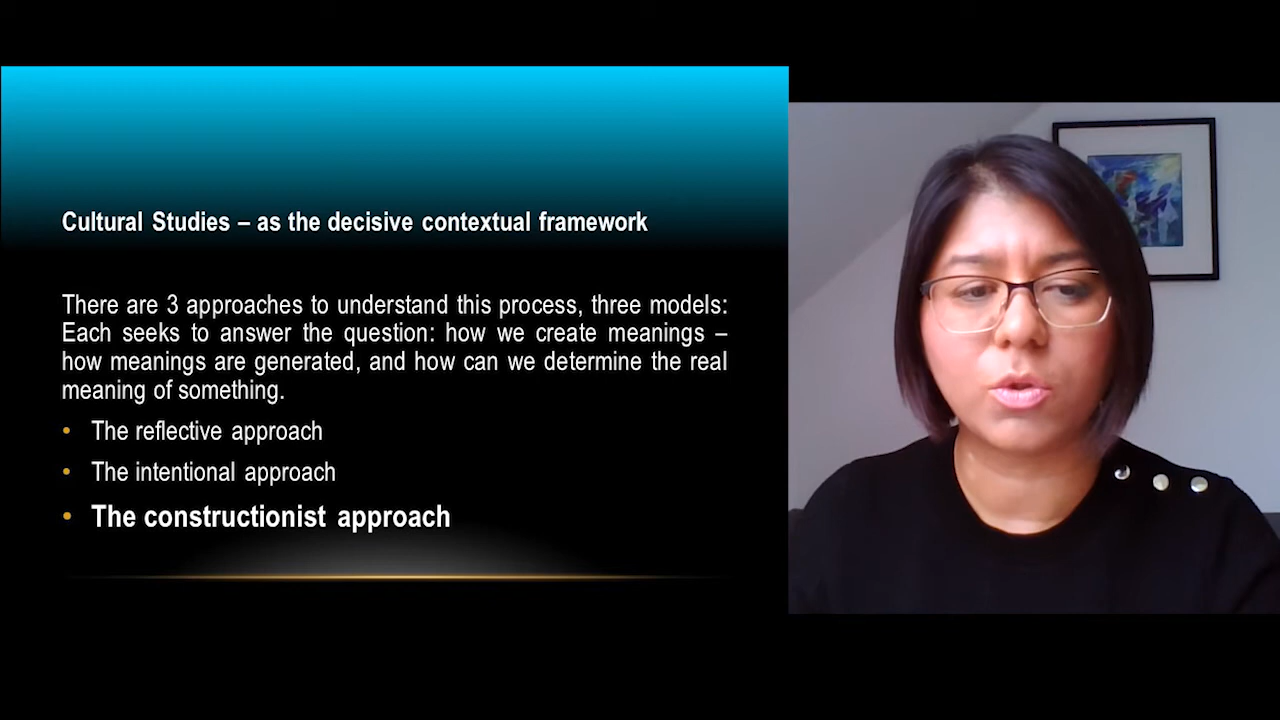 Cultural Studies – as the decisive contextual framework
There are 3 approaches to understand this process, three models:
Each seeks to answer the question: how we create meanings –
how meanings are generated, and how can we determine the real
meaning of something.
• The reflective approach
• The intentional approach
• The constructionist approach